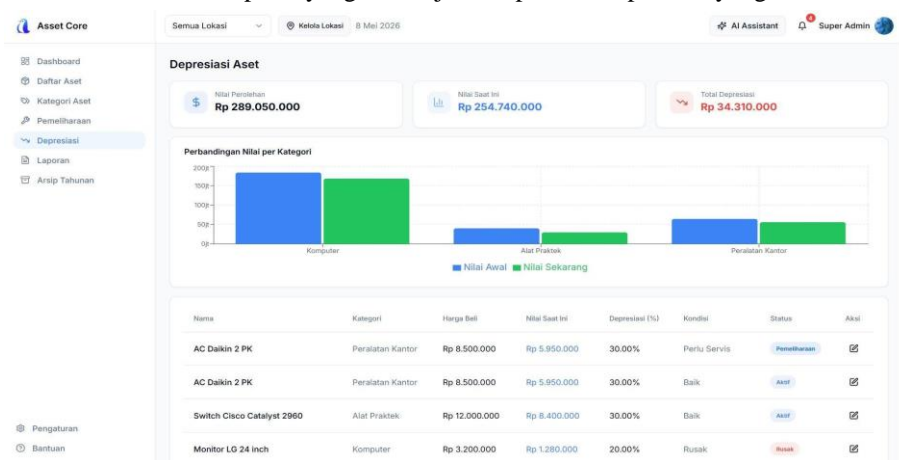 Asset Core
Semua Lokasi
Kelola Lokasi
8 Mei 2026
AI Assistant
4
Super Admin
Dashboard
Daftar Aset
Kategori Aset
Pemeliharaan
Depresiasi
Laporan
Arsip Tahunan
Pengaturan
Bantuan
Depresiasi Aset
Nilai Perolehan
Rp 289.050.000
Nilai Saat Ini
Rp 254.740.000
Total Depresiasi
Rp 34.310.000
Perbandingan Nilai per Kategori
200jt
150jt
100jt
50jt
0jt
Komputer Alat Praktek Peralatan Kantor
Nilai Awal Nilai Sekarang
Nama Kategori Harga Beli Nilai Saat Ini Depresiasi (%) Kondisi Status Aksi
AC Daikin 2 PK Peralatan Kantor Rp 8.500.000 Rp 5.950.000 30.00% Perlu Servis Pemeliharaan
AC Daikin 2 PK Peralatan Kantor Rp 8.500.000 Rp 5.950.000 30.00% Baik Aktif
Switch Cisco Catalyst 2960 Alat Praktek Rp 12.000.000 Rp 8.400.000 30.00% Baik Aktif
Monitor LG 24 inch Komputer Rp 3.200.000 Rp 1.280.000 20.00% Rusak Rusak